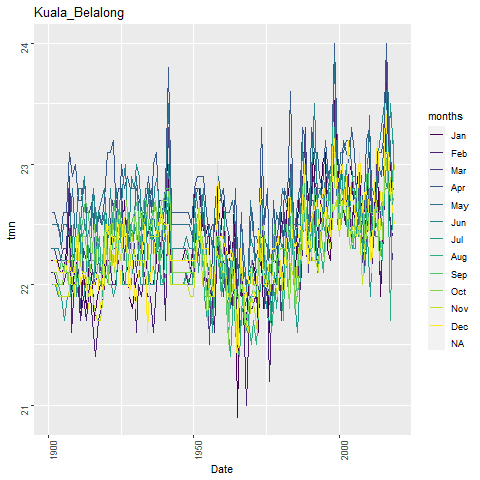 Kuala_Belalong
24
23
22
21
tmn
1900
1950
2000
Date
months
Jan
Feb
Mar
Apr
May
Jun
Jul
Aug
Sep
Oct
Nov
Dec
NA